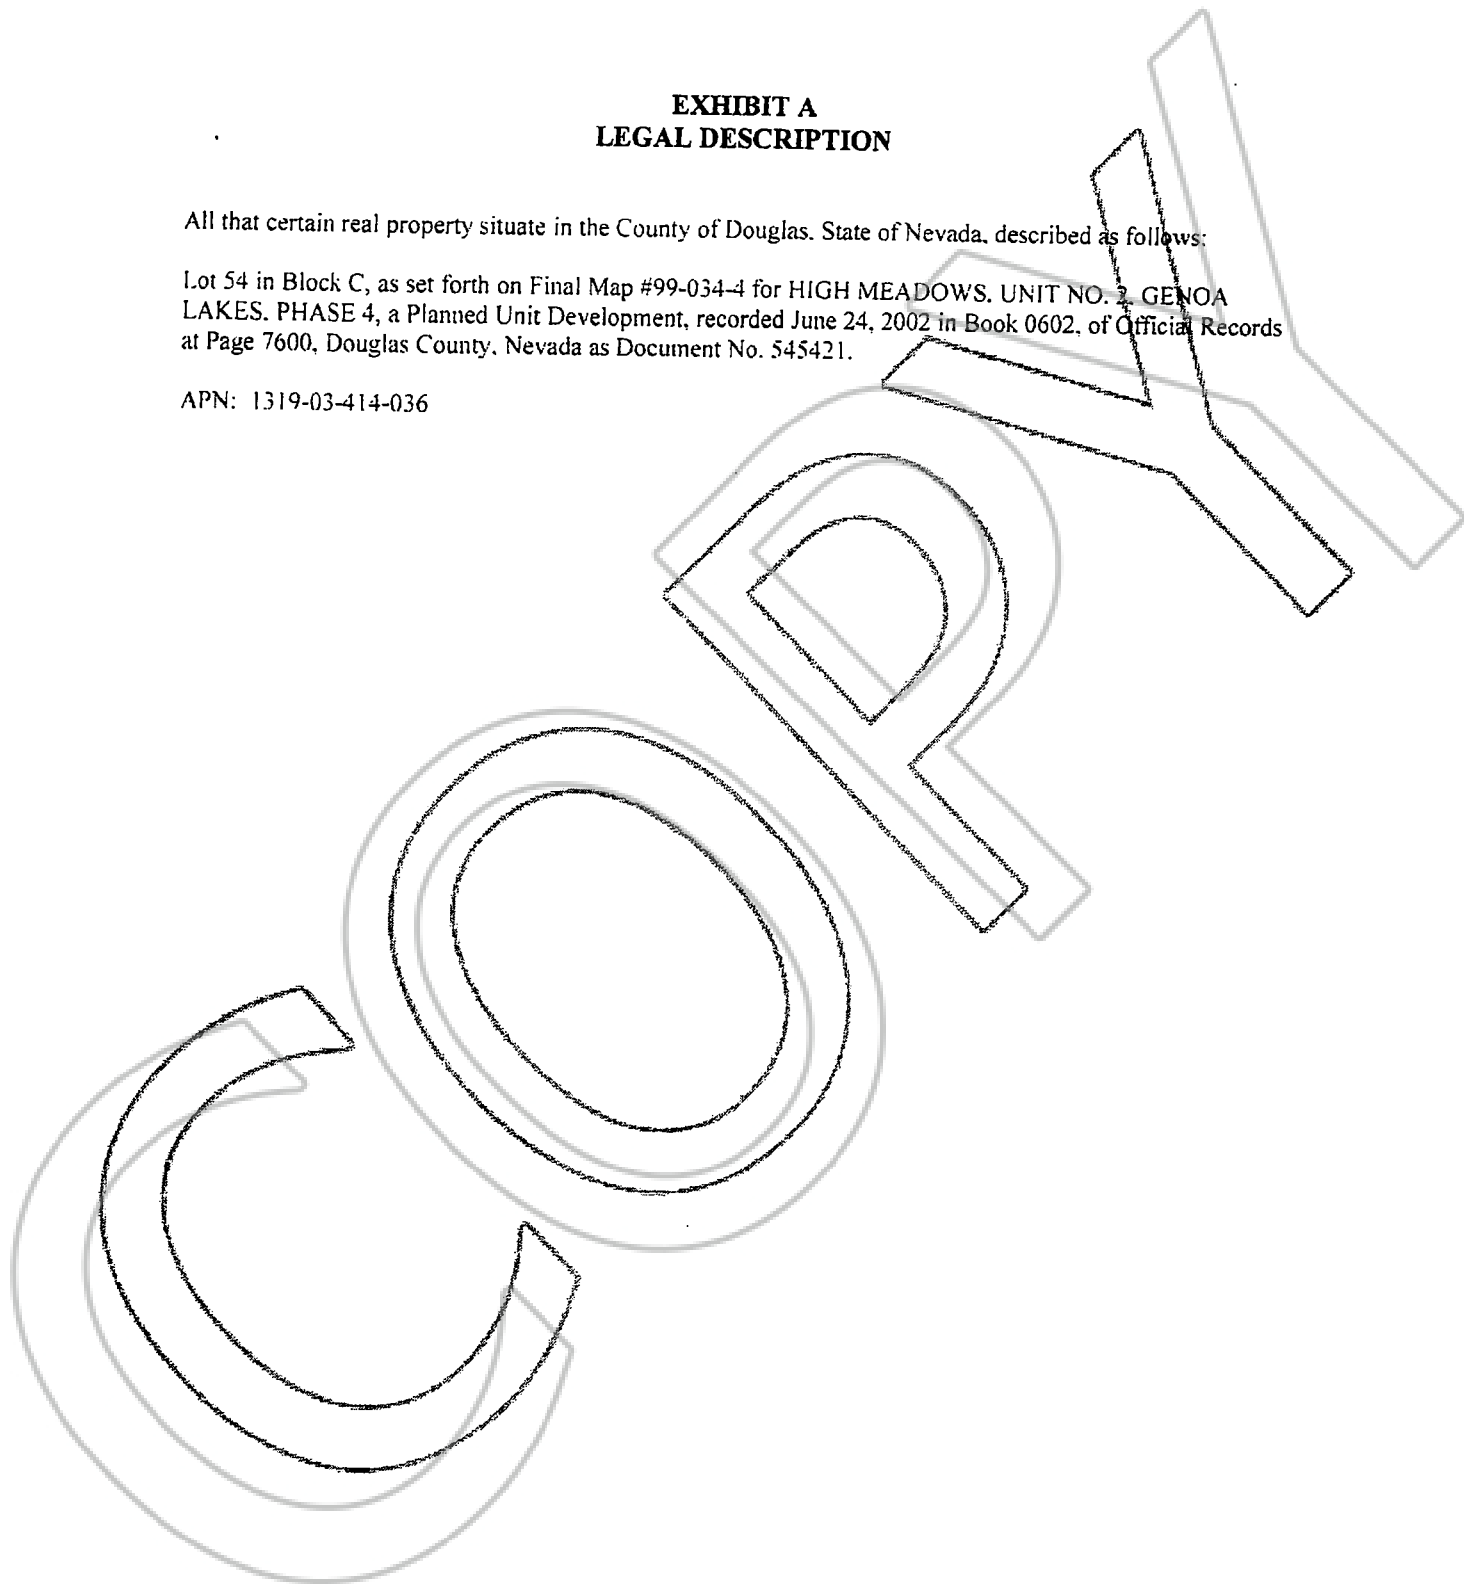 EXHIBIT A
LEGAL DESCRIPTION
All that certain real property situate in the County of Douglas. State of Nevada. described as follows:
Lot 54 in Block C, as set forth on Final Map #99-034-4 for HIGH MEADOWS. UNIT NO. 2. GENOA
LAKES. PHASE 4, a Planned Unit Development, recorded June 24, 2002 in Book 0602, of Official Records
at Page 7600, Douglas County. Nevada as Document No. 545421.
APN: 1319-03-414-036
COPY
COPY